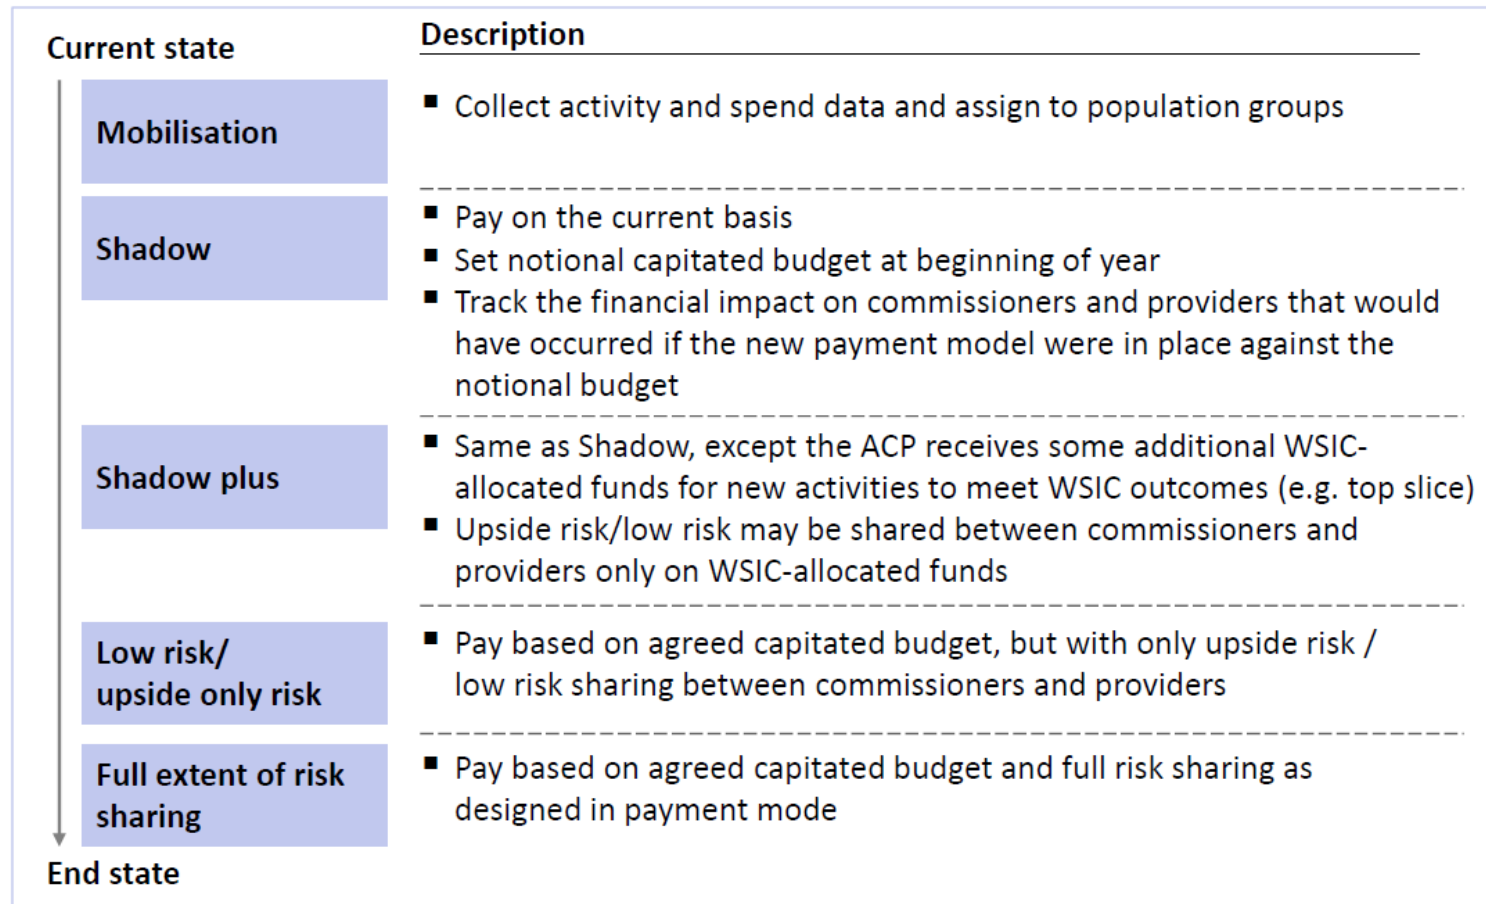 Current state
Description
Mobilisation
▪ Collect activity and spend data and assign to population groups
Shadow
▪ Pay on the current basis
▪ Set notional capitated budget at beginning of year
▪ Track the financial impact on commissioners and providers that would
have occurred if the new payment model were in place against the
notional budget
Shadow plus
▪ Same as Shadow, except the ACP receives some additional WSIC-
allocated funds for new activities to meet WSIC outcomes (e.g. top slice)
▪ Upside risk/low risk may be shared between commissioners and
providers only on WSIC-allocated funds
Low risk/
upside only risk
▪ Pay based on agreed capitated budget, but with only upside risk /
low risk sharing between commissioners and providers
Full extent of risk
sharing
▪ Pay based on agreed capitated budget and full risk sharing as
designed in payment mode
End state